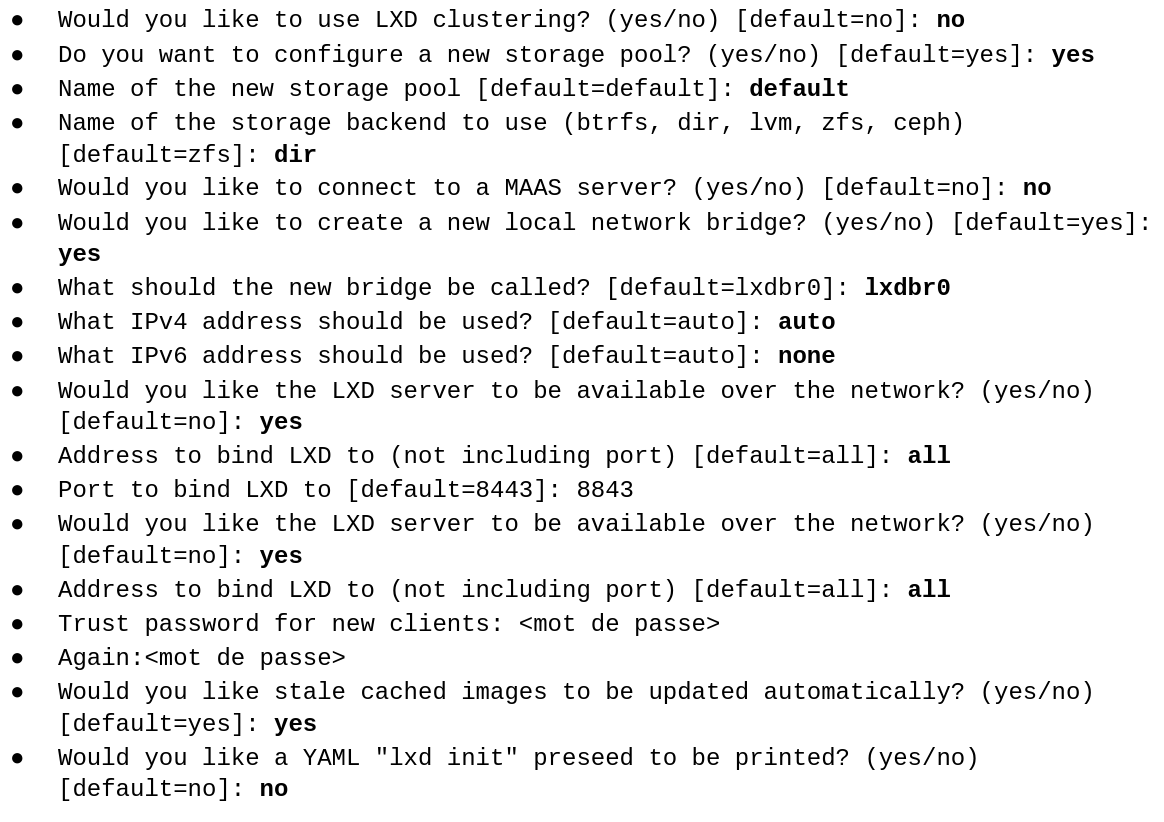 ● Would you like to use LXD clustering? (yes/no) [default=no]: no
● Do you want to configure a new storage pool? (yes/no) [default=yes]: yes
● Name of the new storage pool [default=default]: default
● Name of the storage backend to use (btrfs, dir, lvm, zfs, ceph)
[default=zfs]: dir
● Would you like to connect to a MAAS server? (yes/no) [default=no]: no
● Would you like to create a new local network bridge? (yes/no) [default=yes]:
yes
● What should the new bridge be called? [default=lxdbr0]: lxdbr0
● What IPv4 address should be used? [default=auto]: auto
● What IPv6 address should be used? [default=auto]: none
● Would you like the LXD server to be available over the network? (yes/no)
[default=no]: yes
● Address to bind LXD to (not including port) [default=all]: all
● Port to bind LXD to [default=8443]: 8843
● Would you like the LXD server to be available over the network? (yes/no)
[default=no]: yes
● Address to bind LXD to (not including port) [default=all]: all
● Trust password for new clients: <mot de passe>
● Again:<mot de passe>
● Would you like stale cached images to be updated automatically? (yes/no)
[default=yes]: yes
● Would you like a YAML "lxd init" preseed to be printed? (yes/no)
[default=no]: no